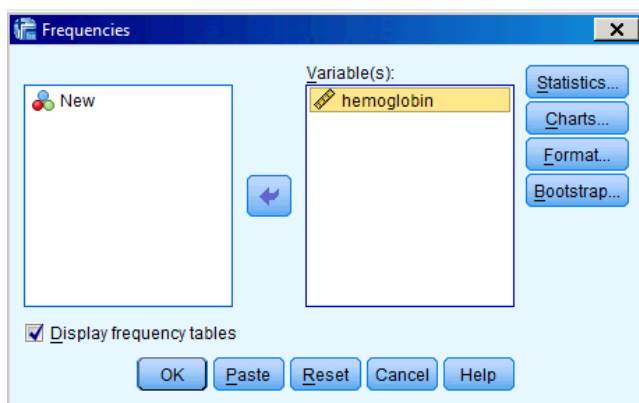 Frequencies
Variable(s):
New
hemoglobin
Statistics...
Charts...
Format...
Bootstrap...
Display frequency tables
OK Paste Reset Cancel Help